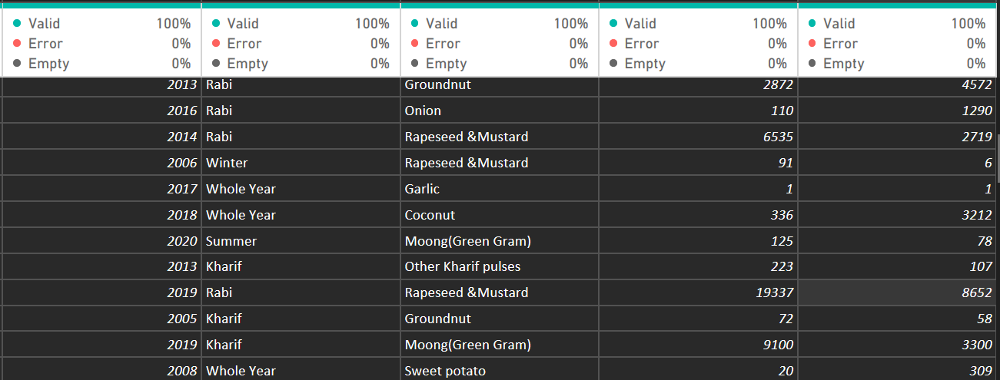 Valid 100% Valid 100% Valid 100% Valid 100% Valid 100%
Error 0% Error 0% Error 0% Error 0% Error 0%
Empty 0% Empty 0% Empty 0% Empty 0% Empty 0%
2013 Rabi Groundnut 2872 4572
2016 Rabi Onion 110 1290
2014 Rabi Rapeseed &Mustard 6535 2719
2006 Winter Rapeseed &Mustard 91 6
2017 Whole Year Garlic 1 1
2018 Whole Year Coconut 336 3212
2020 Summer Moong(Green Gram) 125 78
2013 Kharif Other Kharif pulses 223 107
2019 Rabi Rapeseed &Mustard 19337 8652
2005 Kharif Groundnut 72 58
2019 Kharif Moong(Green Gram) 9100 3300
2008 Whole Year Sweet potato 20 309